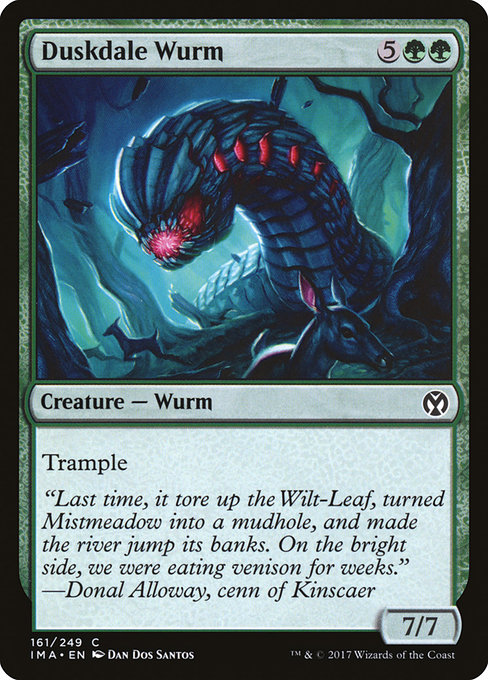 Duskdale Wurm 5
Creature — Wurm
Trample
“Last time, it tore up the Wilt-Leaf, turned
Mistmeadow into a mudhole, and made
the river jump its banks. On the bright
side, we were eating venison for weeks.”
—Donal Alloway, cenn of Kinscaer
7/7
161/249 C
IMA • EN Dan Dos Santos
™ & © 2017 Wizards of the Coast